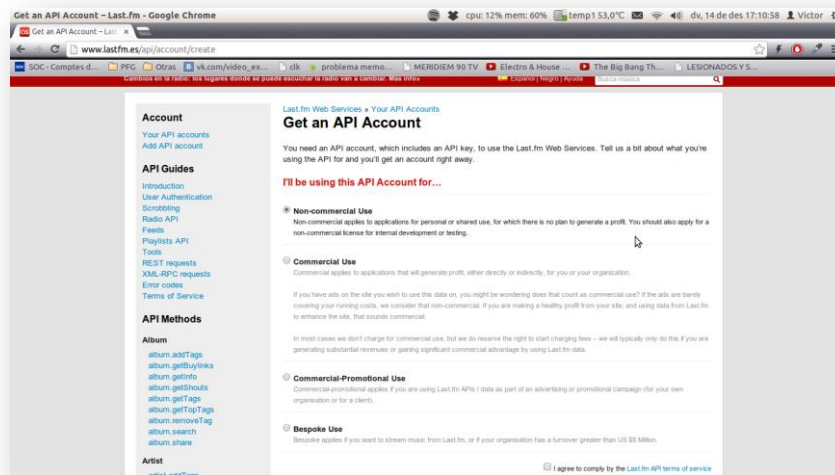 Get an API Account – Last.fm - Google Chrome
cpu: 12% mem: 60% temp1 53,0°C dv, 14 de des 17:10:58 Victor
Get an API Account – Las
www.lastfm.es/api/account/create
SOC - Comptes d... PFG Otras vk.com/video_ex... clk problema memo... MERIDIEM 90 TV Electro & House ... The Big Bang Th... LESIONADOS Y S...
Cambios en la radio: los lugares donde se puede escuchar la radio van a cambiar. Más info»
Español | Negro | Ayuda
Busca música
Account
Your API accounts
Add API account
API Guides
Introduction
User Authentication
Scrobbling
Radio API
Feeds
Playlists API
Tools
REST requests
XML-RPC requests
Error codes
Terms of Service
API Methods
Album
album.addTags
album.getBuylinks
album.getInfo
album.getShouts
album.getTags
album.getTopTags
album.removeTag
album.search
album.share
Artist
Last.fm Web Services » Your API Accounts
Get an API Account
You need an API account, which includes an API key, to use the Last.fm Web Services. Tell us a bit about what you're
using the API for and you'll get an account right away.
I'll be using this API Account for…
Non-commercial Use
Non-commercial applies to applications for personal or shared use, for which there is no plan to generate a profit. You should also apply for a
non-commercial license for internal development or testing.
Commercial Use
Commercial applies to applications that will generate profit, either directly or indirectly, for you or your organization.
If you have ads on the site you wish to use this data on, you might be wondering does that count as commercial use? If the ads are barely
covering your running costs, we consider that non-commercial. If you are making a healthy profit from your site, and using data from Last.fm
to enhance the site, that sounds commercial.
In most cases we don't charge for commercial use, but we do reserve the right to start charging fees – we will typically only do this if you are
generating substantial revenues or gaining significant commercial advantage by using Last.fm data.
Commercial-Promotional Use
Commercial-promotional applies if you are using Last.fm APIs / data as part of an advertising or promotional campaign (for your own
organisation or for a client).
Bespoke Use
Bespoke applies if you want to stream music from Last.fm, or if your organisation has a turnover greater than US $5 Million.
I agree to comply by the Last.fm API terms of service